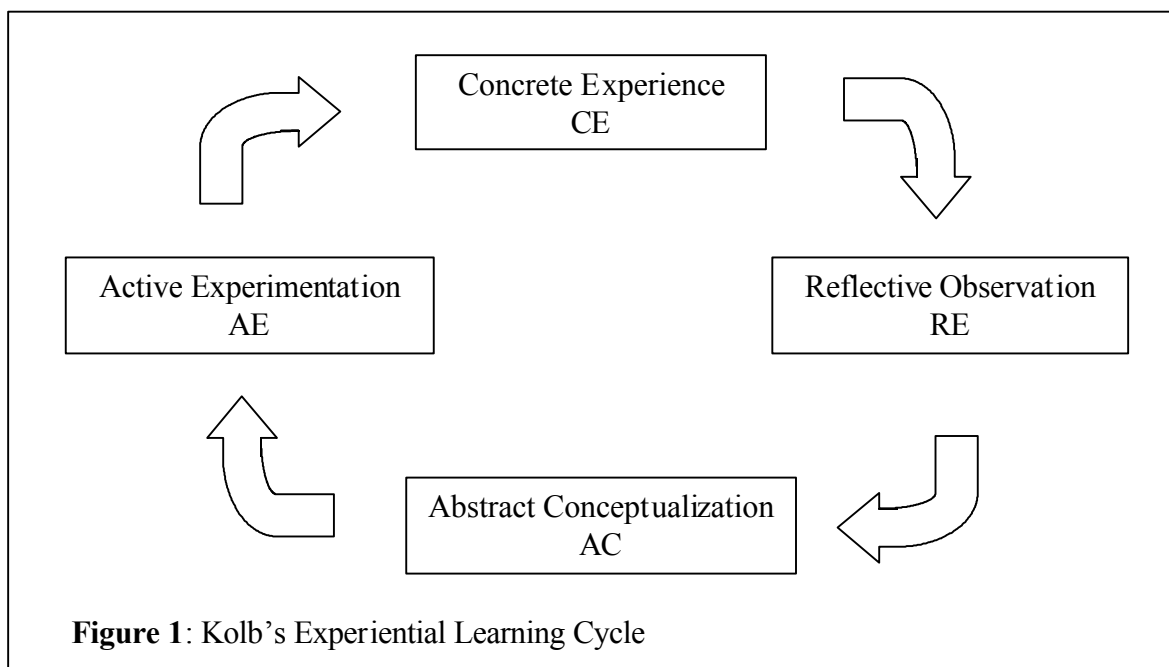 Concrete Experience
CE
Active Experimentation
AE
Reflective Observation
RE
Abstract Conceptualization
AC
Figure 1: Kolb's Experiential Learning Cycle